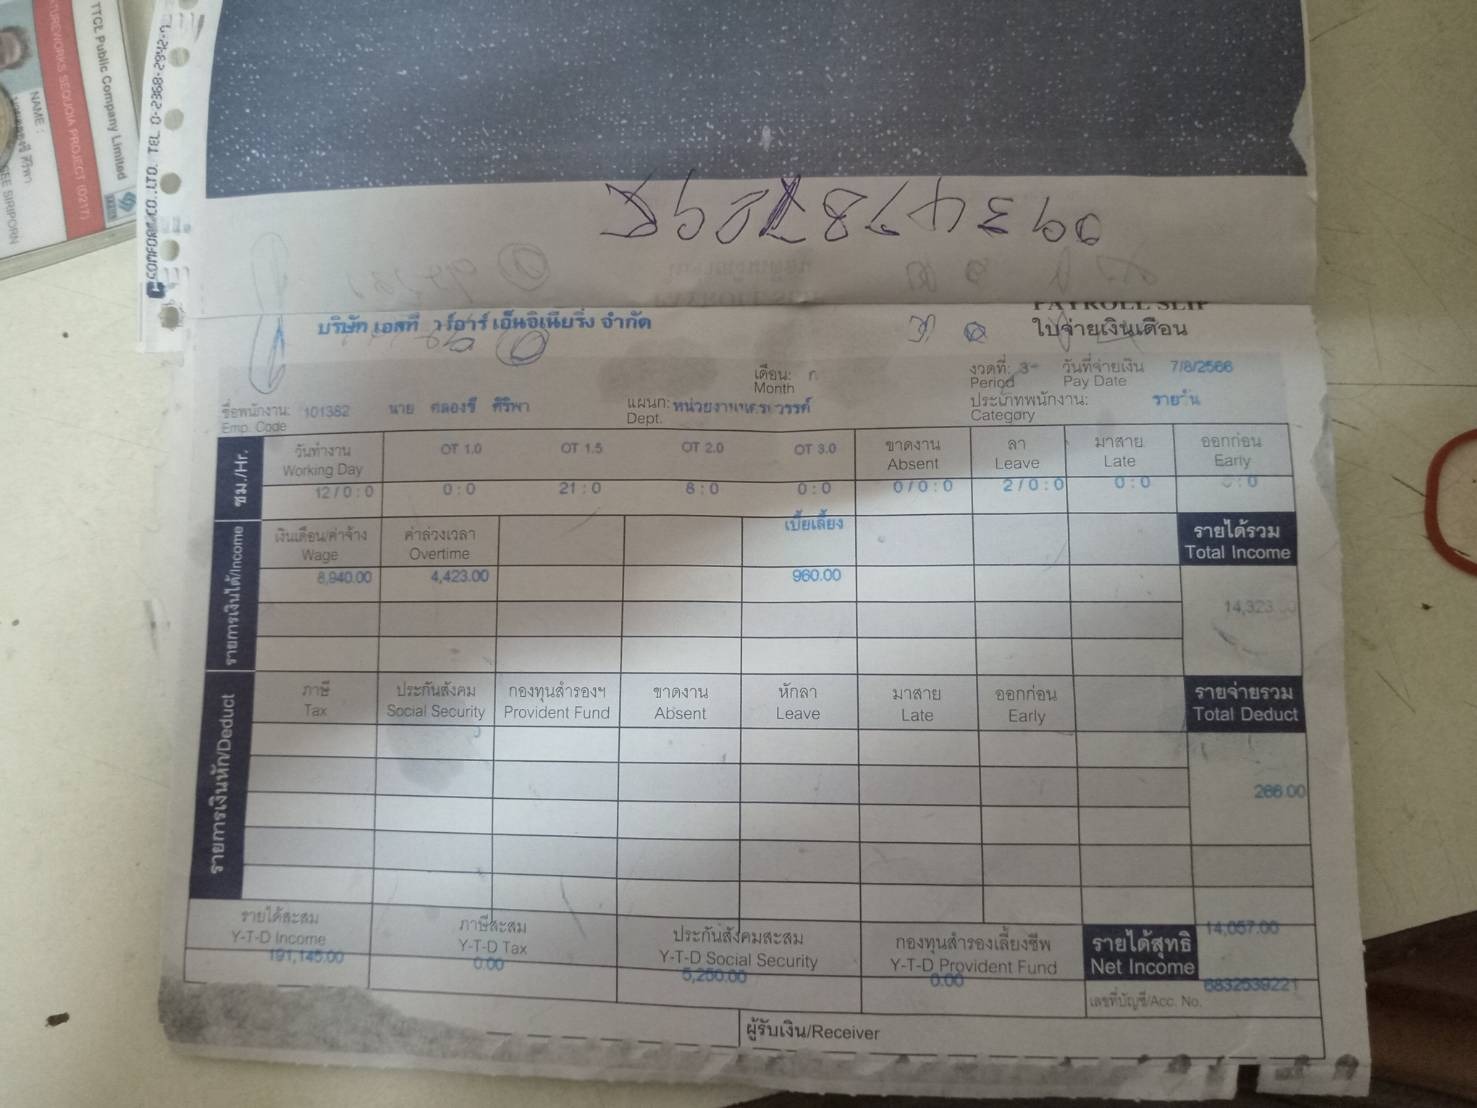 TTCL Public Company Limited
SEQUOIA PROJECT (0217)
NAME :
SIRIPORN
CO.,LTD. TEL. 0-2368-2942-
PAYROLL SLIP
บริษัท เอสที อาร์ เอ็นจิเนียริ่ง จำกัด
ใบจ่ายเงินเดือน
เดือน:
Month
งวดที่: 3
Period
วันที่จ่ายเงิน 7/8/2566
Pay Date
ชื่อพนักงาน: 101382 นาย คลองชี ศิริพา
Emp. Code
แผนก:
Dept.
ประเภทพนักงาน: รายวัน
Category
ชม./Hr.
วันทำงาน OT 1.0 OT 1.5 OT 2.0 OT 3.0 ขาดงาน ลา มาสาย ออกก่อน
Working Day Absent Leave Late Early
12/0:0 0:0 21:0 8:0 0:0 0/0:0 2/0:0 0:0 0:0
รายการเงินได้/Income
เงินเดือน/ค่าจ้าง ค่าล่วงเวลา เบี้ยเลี้ยง รายได้รวม
Wage Overtime Total Income
8,940.00 4,423.00 960.00
14,323
รายการเงินหัก/Deduct
ภาษี ประกันสังคม กองทุนสำรองฯ ขาดงาน หักลา มาสาย ออกก่อน รายจ่ายรวม
Tax Social Security Provident Fund Absent Leave Late Early Total Deduct
266.00
รายได้สะสม ภาษีสะสม ประกันสังคมสะสม กองทุนสำรองเลี้ยงชีพ รายได้สุทธิ 14,057.00
Y-T-D Income Y-T-D Tax Y-T-D Social Security Y-T-D Provident Fund Net Income
191,145.00 0.00 5,250.00 0.00
เลขที่บัญชี/Acc. No. 6832539221
ผู้รับเงิน/Receiver